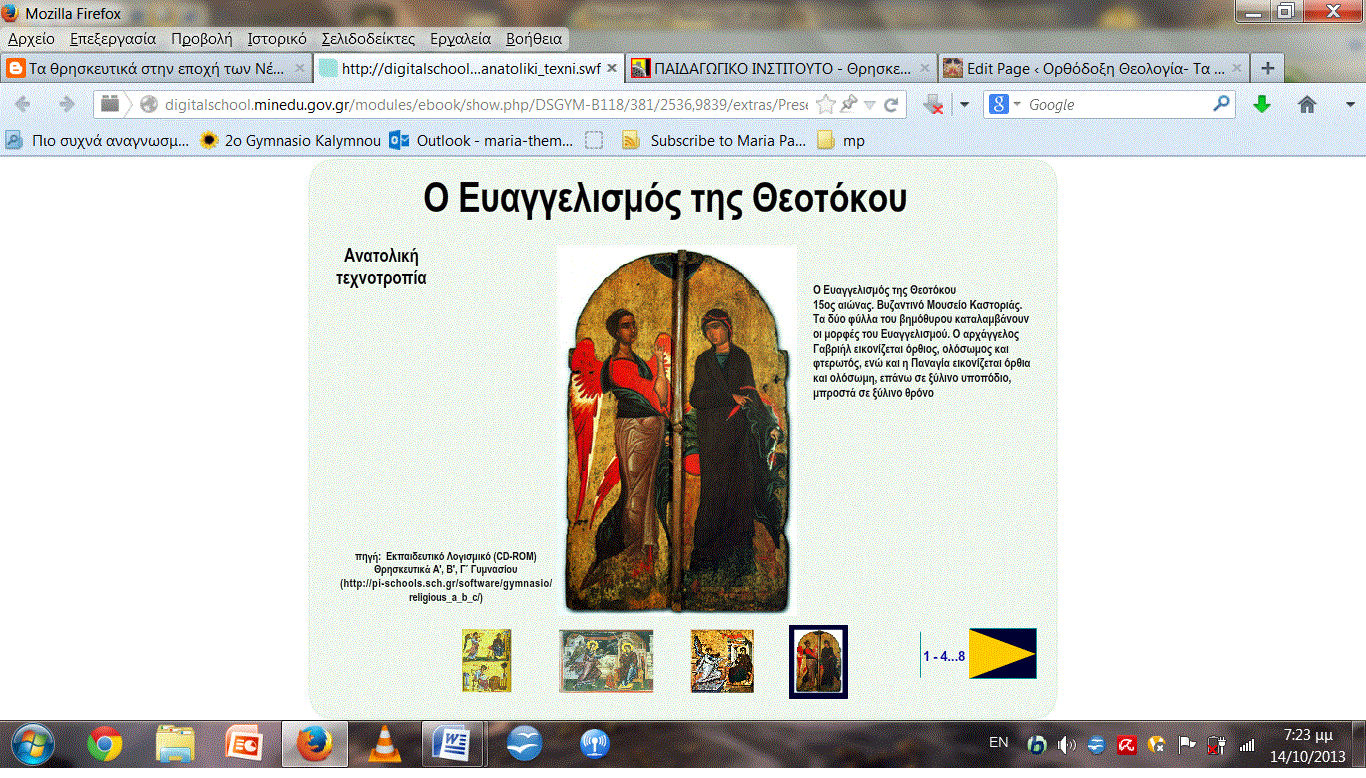 Mozilla Firefox
Αρχείο Επεξεργασία Προβολή Ιστορικό Σελιδοδείκτες Εργαλεία Βοήθεια
Τα θρησκευτικά στην εποχή των Νέ... http://digitalschool...anatoliki_texni.swf ΠΑΙΔΑΓΩΓΙΚΟ ΙΝΣΤΙΤΟΥΤΟ - Θρησκε... Edit Page ‹ Ορθόδοξη Θεολογία- Τα ...
digitalschool.minedu.gov.gr/modules/ebook/show.php/DSGYM-B118/381/2536,9839/extras/Prese Google
Πιο συχνά αναγνωσμ... 2ο Gymnasio Kalymnou Outlook - maria-them... Subscribe to Maria Pa... mp
Ο Ευαγγελισμός της Θεοτόκου
Ανατολική
τεχνοτροπία
Ο Ευαγγελισμός της Θεοτόκου
15ος αιώνας. Βυζαντινό Μουσείο Καστοριάς.
Τα δύο φύλλα του βημόθυρου καταλαμβάνουν
οι μορφές του Ευαγγελισμού. Ο αρχάγγελος
Γαβριήλ εικονίζεται όρθιος, ολόσωμος και
φτερωτός, ενώ και η Παναγία εικονίζεται όρθια
και ολόσωμη, επάνω σε ξύλινο υποπόδιο,
μπροστά σε ξύλινο θρόνο
πηγή: Εκπαιδευτικό Λογισμικό (CD-ROM)
Θρησκευτικά Α', Β', Γ΄ Γυμνασίου
(http://pi-schools.sch.gr/software/gymnasio/
religious_a_b_c/)
1 - 4...8
EN
7:23 μμ
14/10/2013